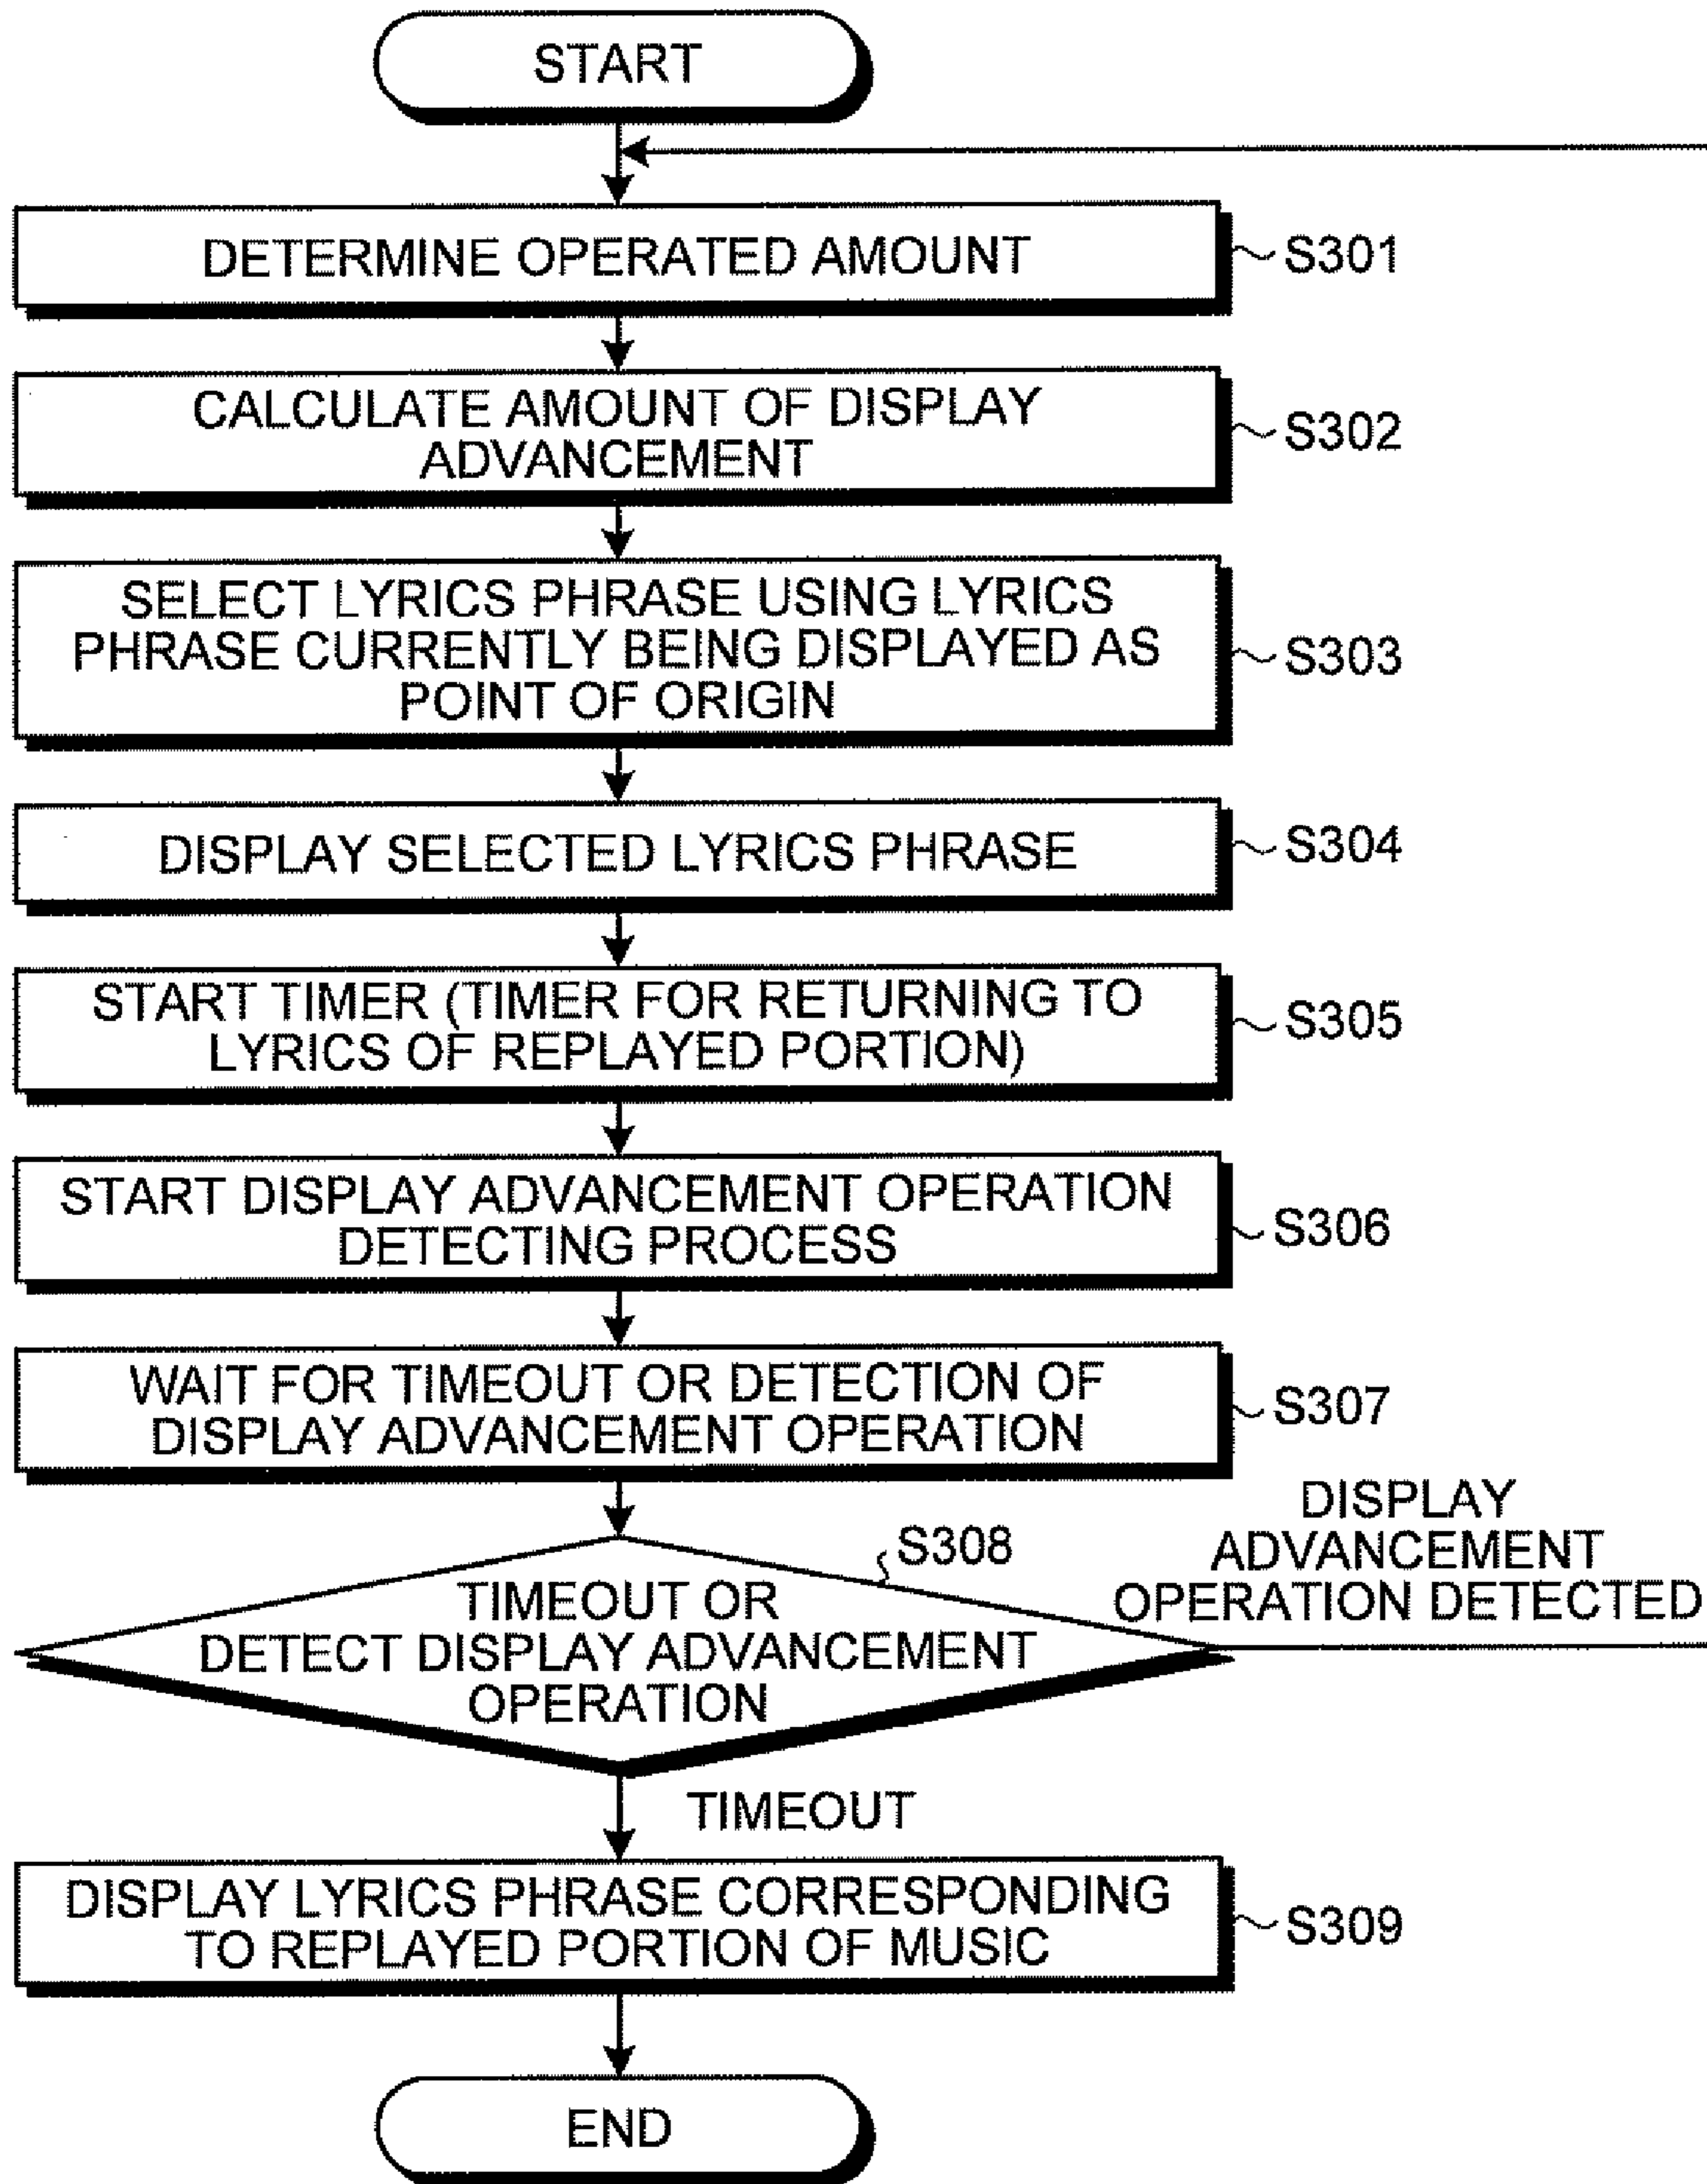 START
DETERMINE OPERATED AMOUNT
S301
CALCULATE AMOUNT OF DISPLAY
ADVANCEMENT
S302
SELECT LYRICS PHRASE USING LYRICS
PHRASE CURRENTLY BEING DISPLAYED AS
POINT OF ORIGIN
S303
DISPLAY SELECTED LYRICS PHRASE
S304
START TIMER (TIMER FOR RETURNING TO
LYRICS OF REPLAYED PORTION)
S305
START DISPLAY ADVANCEMENT OPERATION
DETECTING PROCESS
S306
WAIT FOR TIMEOUT OR DETECTION OF
DISPLAY ADVANCEMENT OPERATION
S307
S308
TIMEOUT OR
DETECT DISPLAY ADVANCEMENT
OPERATION
DISPLAY
ADVANCEMENT
OPERATION DETECTED
TIMEOUT
DISPLAY LYRICS PHRASE CORRESPONDING
TO REPLAYED PORTION OF MUSIC
S309
END